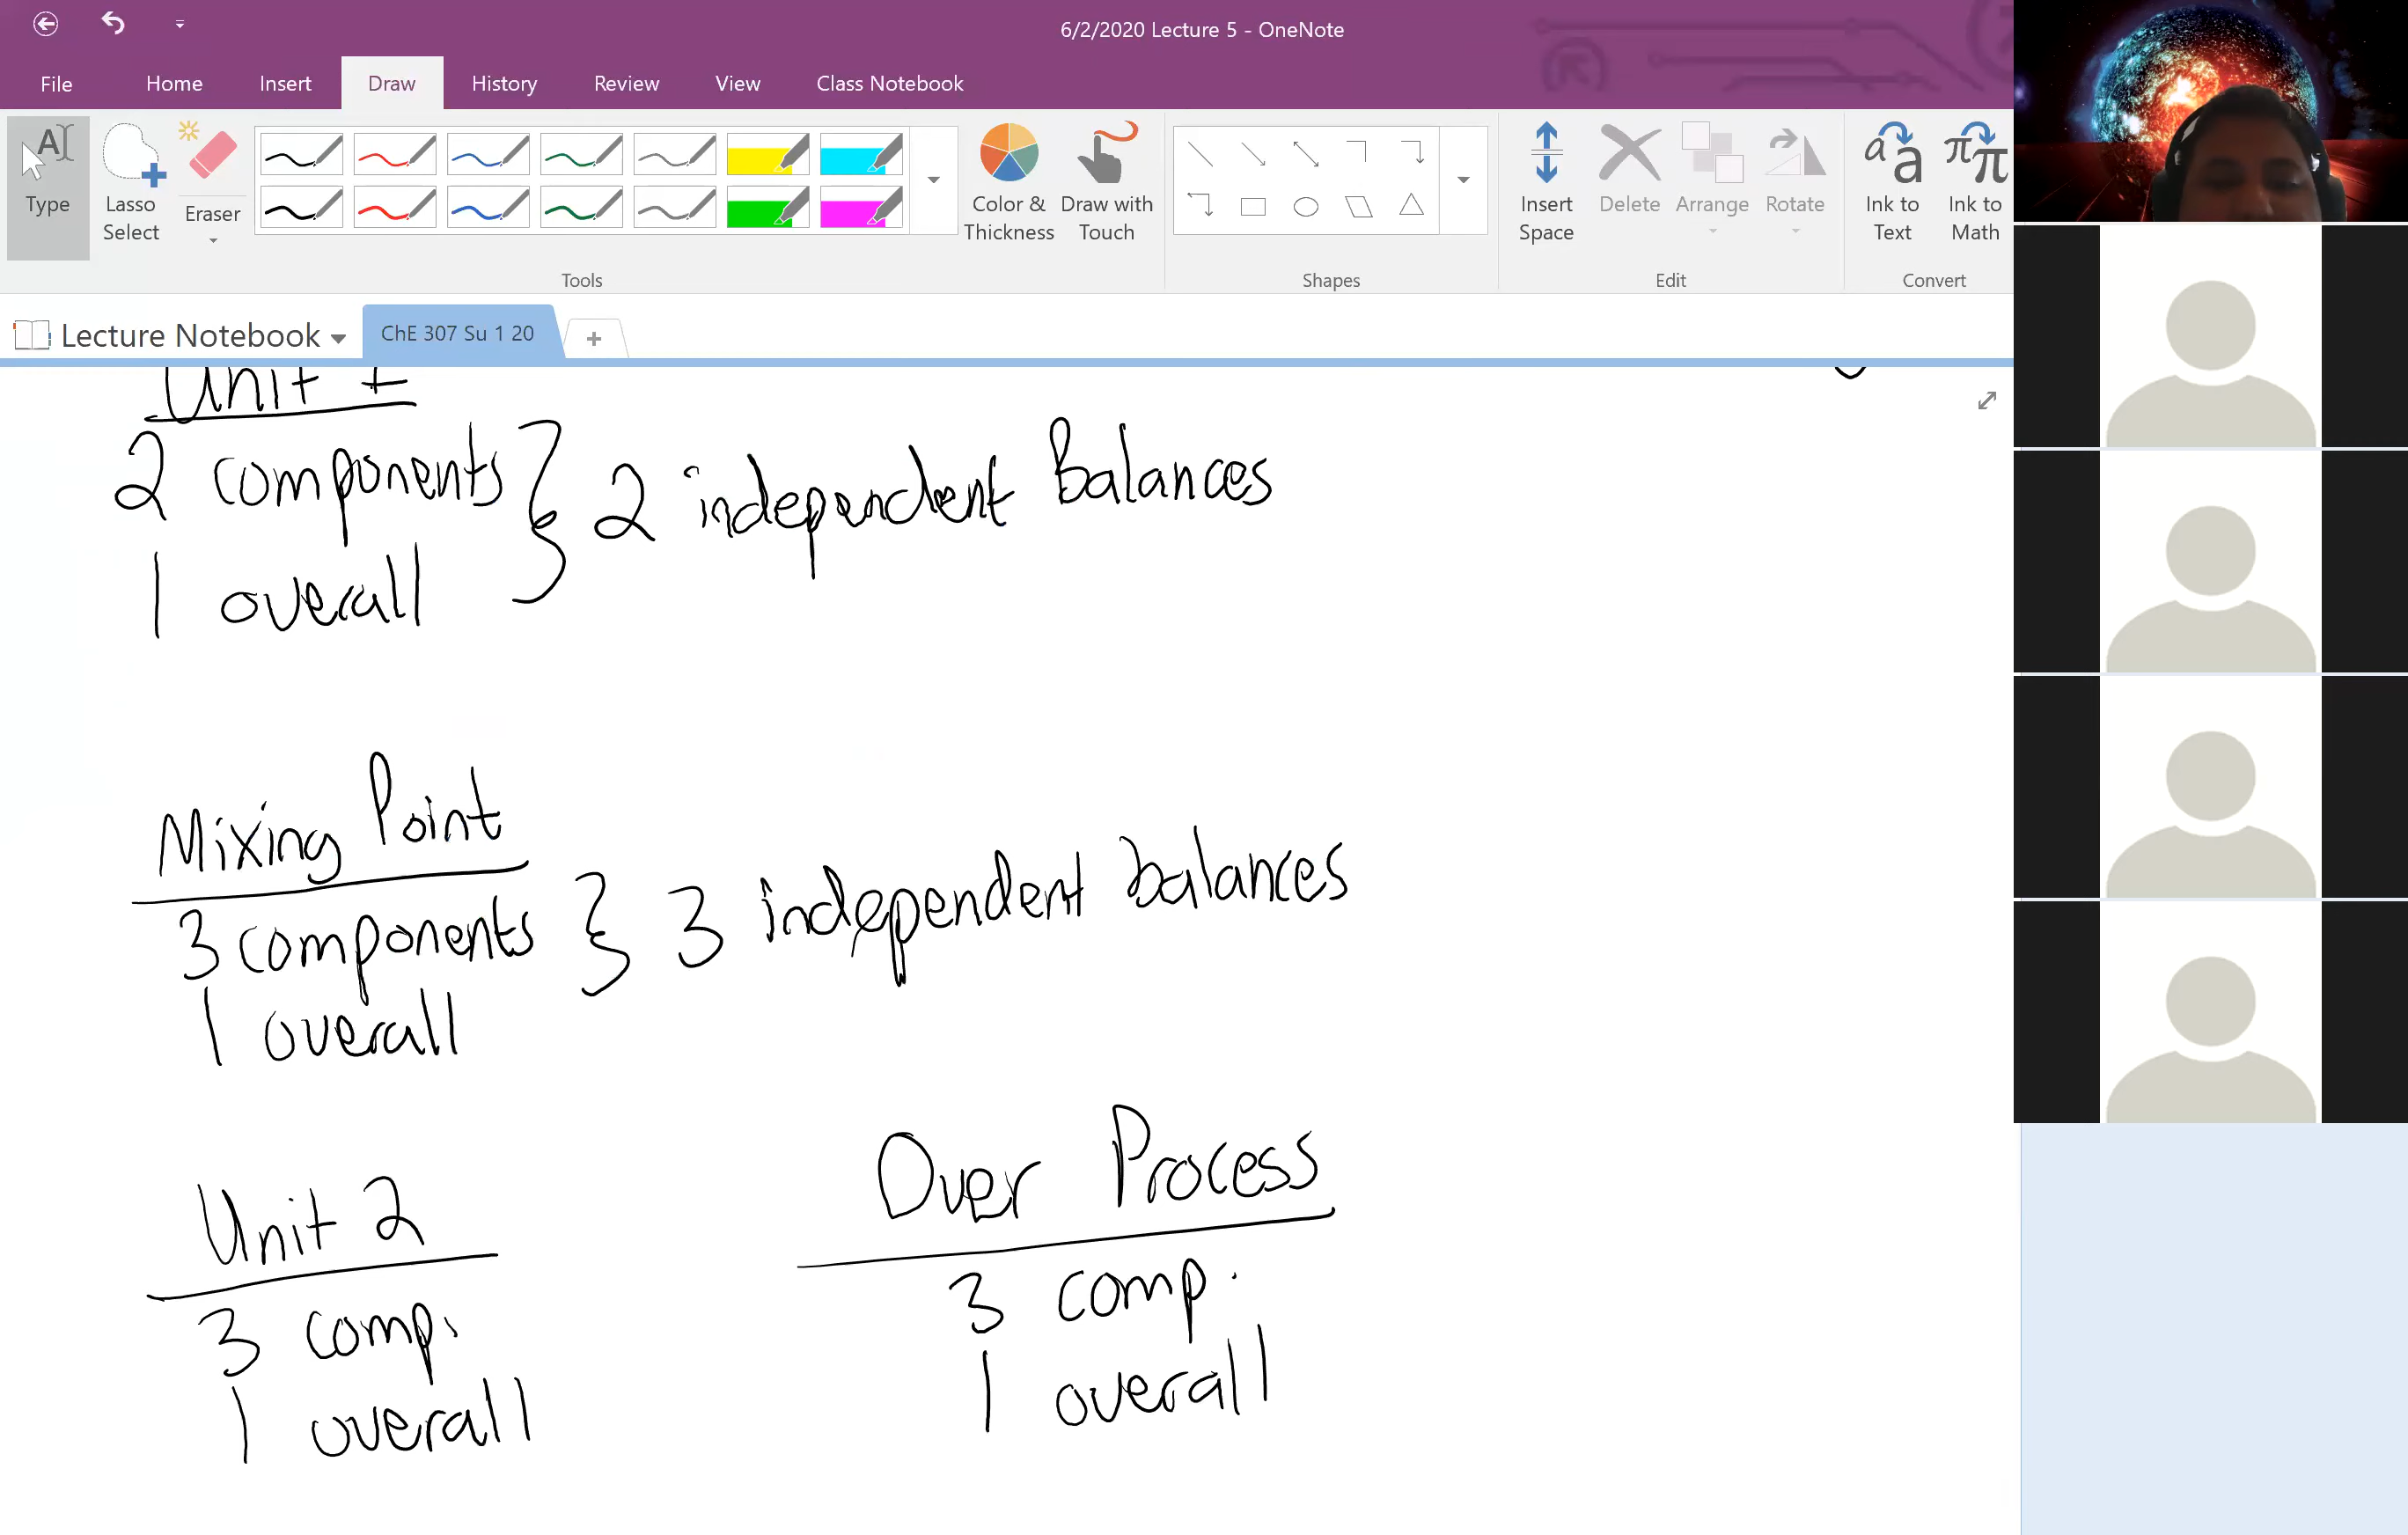 6/2/2020 Lecture 5 - OneNote
File Home Insert Draw History Review View Class Notebook
Type
Lasso Select
Eraser
Color & Thickness
Draw with Touch
Insert Space
Delete
Arrange
Rotate
Ink to Text
Ink to Math
Tools Shapes Edit Convert
Lecture Notebook ChE 307 Su 1 20 +
Unit 1
2 components } 2 independent Balances
1 overall
Mixing Point
3 components } 3 independent balances
1 overall
Unit 2
3 comp.
1 overall
Over Process
3 comp.
1 overall